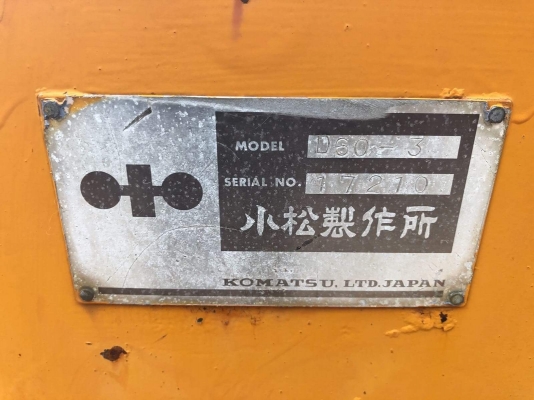 MODEL D60-3
SERIAL NO. 17210
小松製作所
KOMATSU, LTD. JAPAN